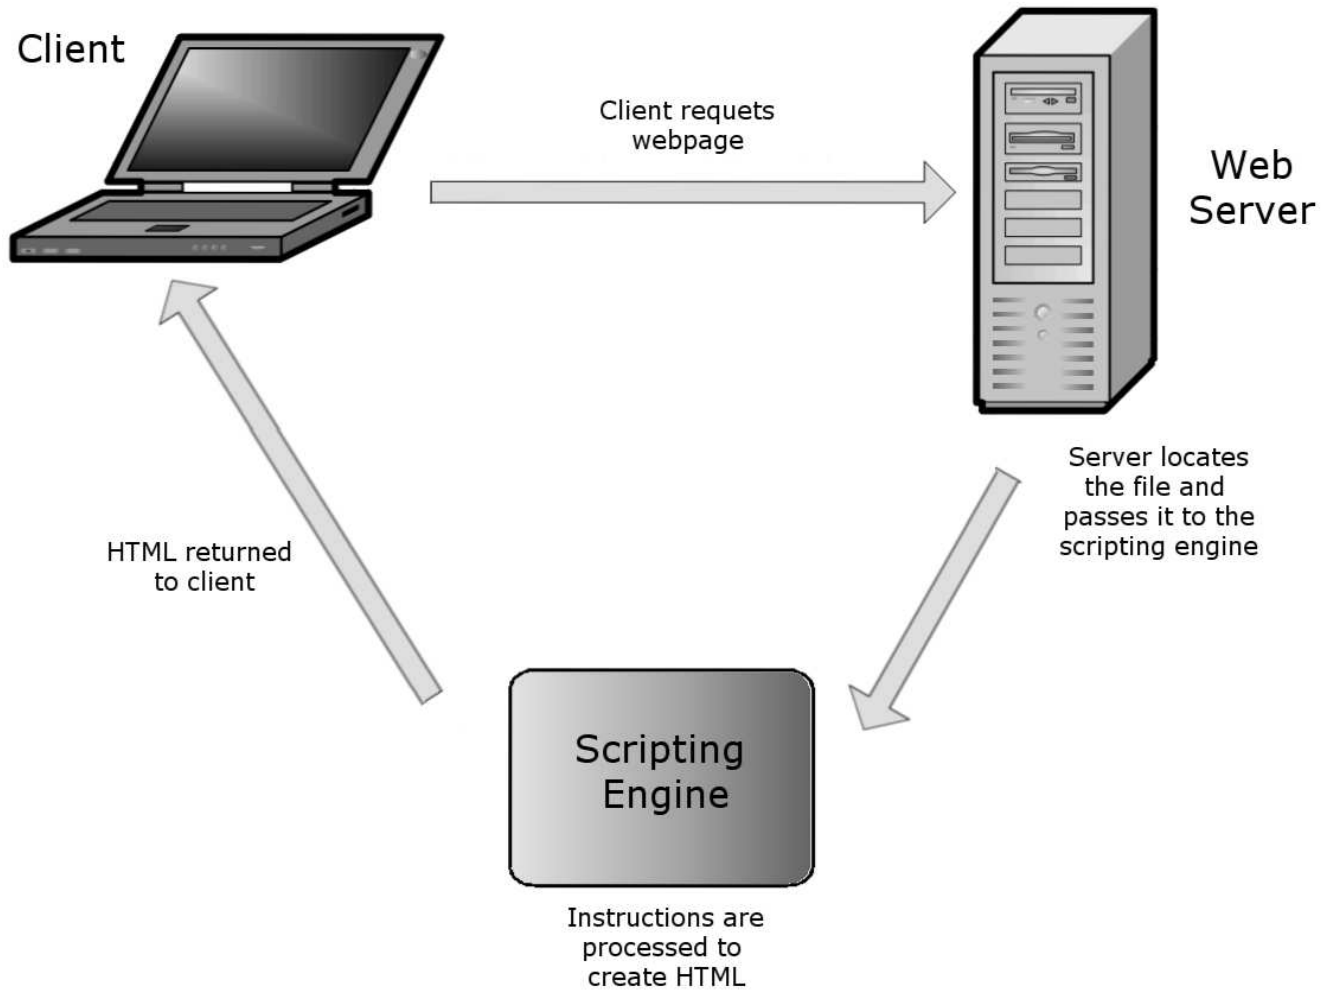 Client
Client requets
webpage
Web
Server
Server locates
the file and
passes it to the
scripting engine
HTML returned
to client
Scripting
Engine
Instructions are
processed to
create HTML